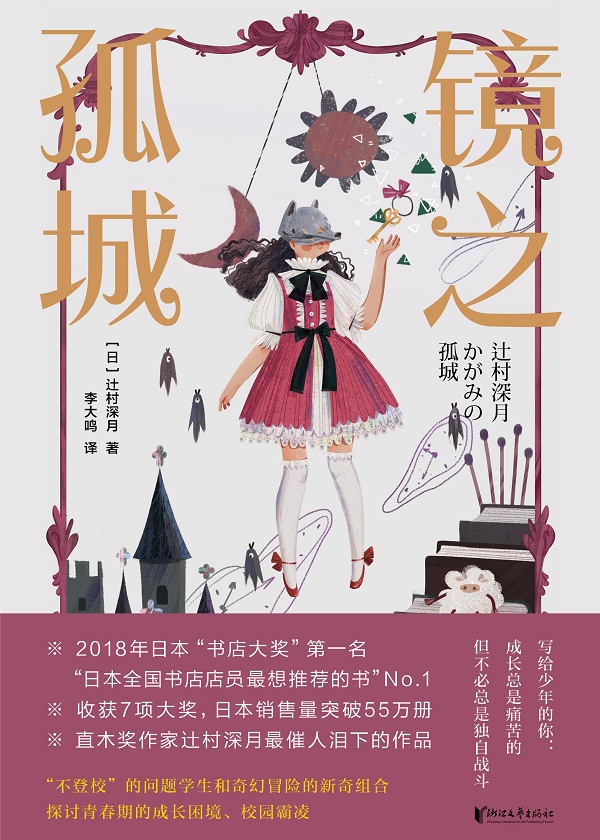 镜之
孤城
辻村深月
かがみの
孤城
［日］辻村深月 著
李大鸣 译
※ 2018年日本“书店大奖”第一名
“日本全国书店店员最想推荐的书”No.1
※ 收获7项大奖，日本销售量突破55万册
※ 直木奖作家辻村深月最催人泪下的作品
“不登校”的问题学生和奇幻冒险的新奇组合
探讨青春期的成长困境、校园霸凌
写给少年的你：
成长总是痛苦的
但不必总是独自战斗
浙江文艺出版社